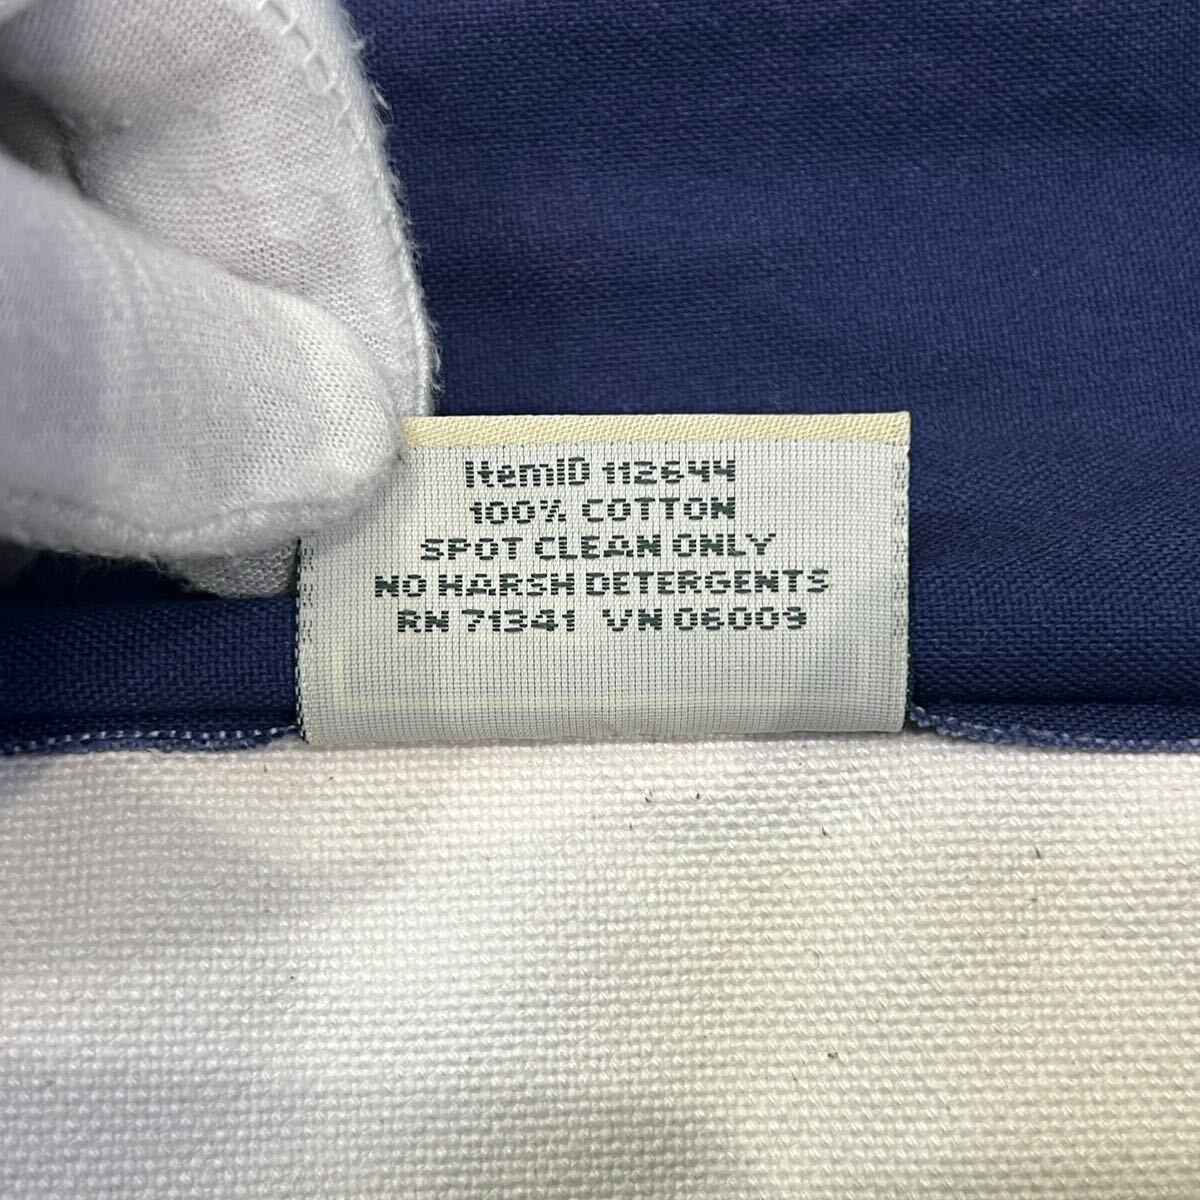 ItemID 112644
100% COTTON
SPOT CLEAN ONLY
NO HARSH DETERGENTS
RN 71341 VN 06009